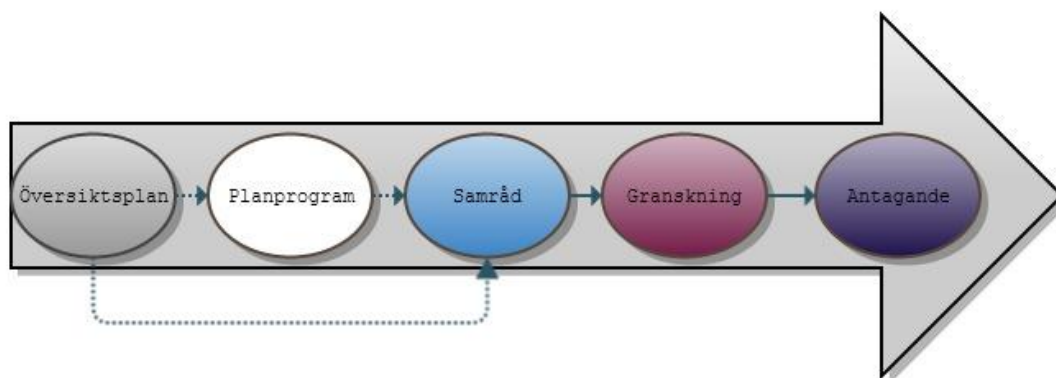 Översiktsplan
Planprogram
Samråd
Granskning
Antagande